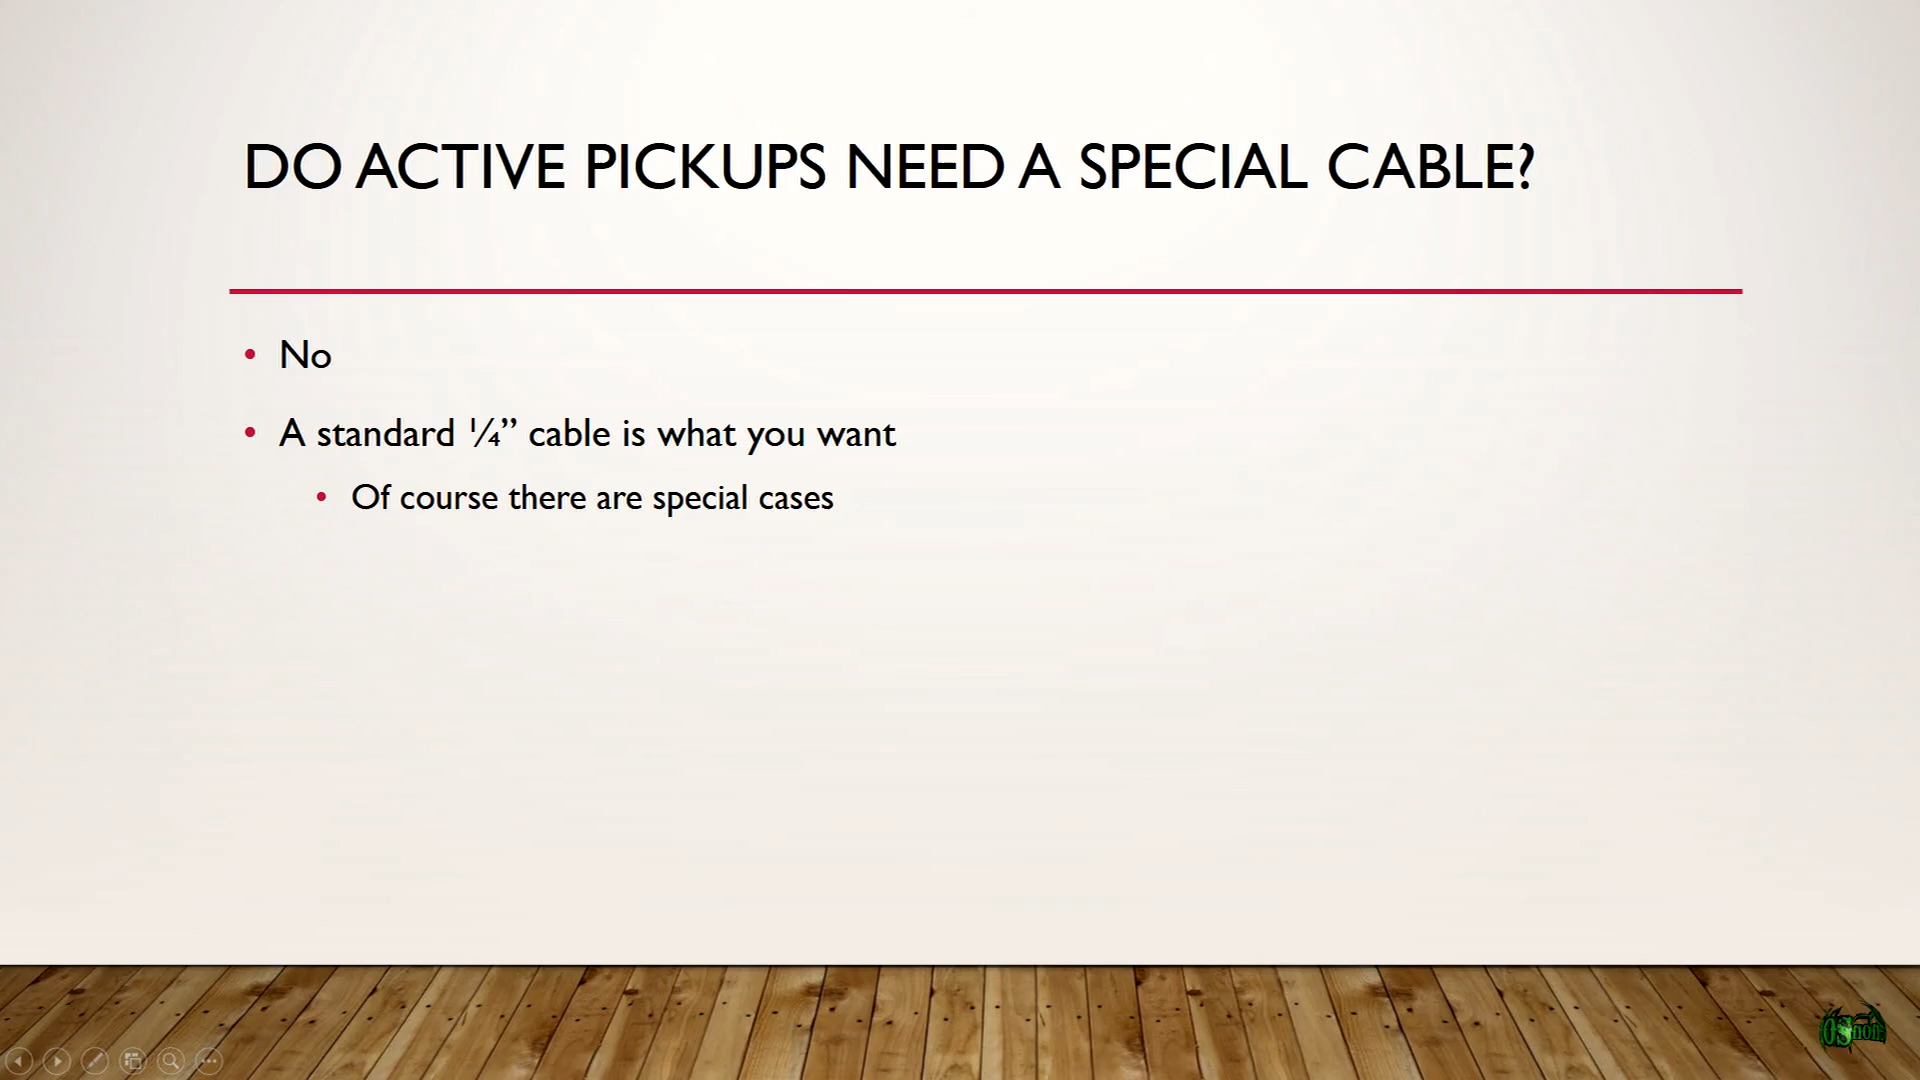 DO ACTIVE PICKUPS NEED A SPECIAL CABLE?
• No
• A standard ¼” cable is what you want
• Of course there are special cases